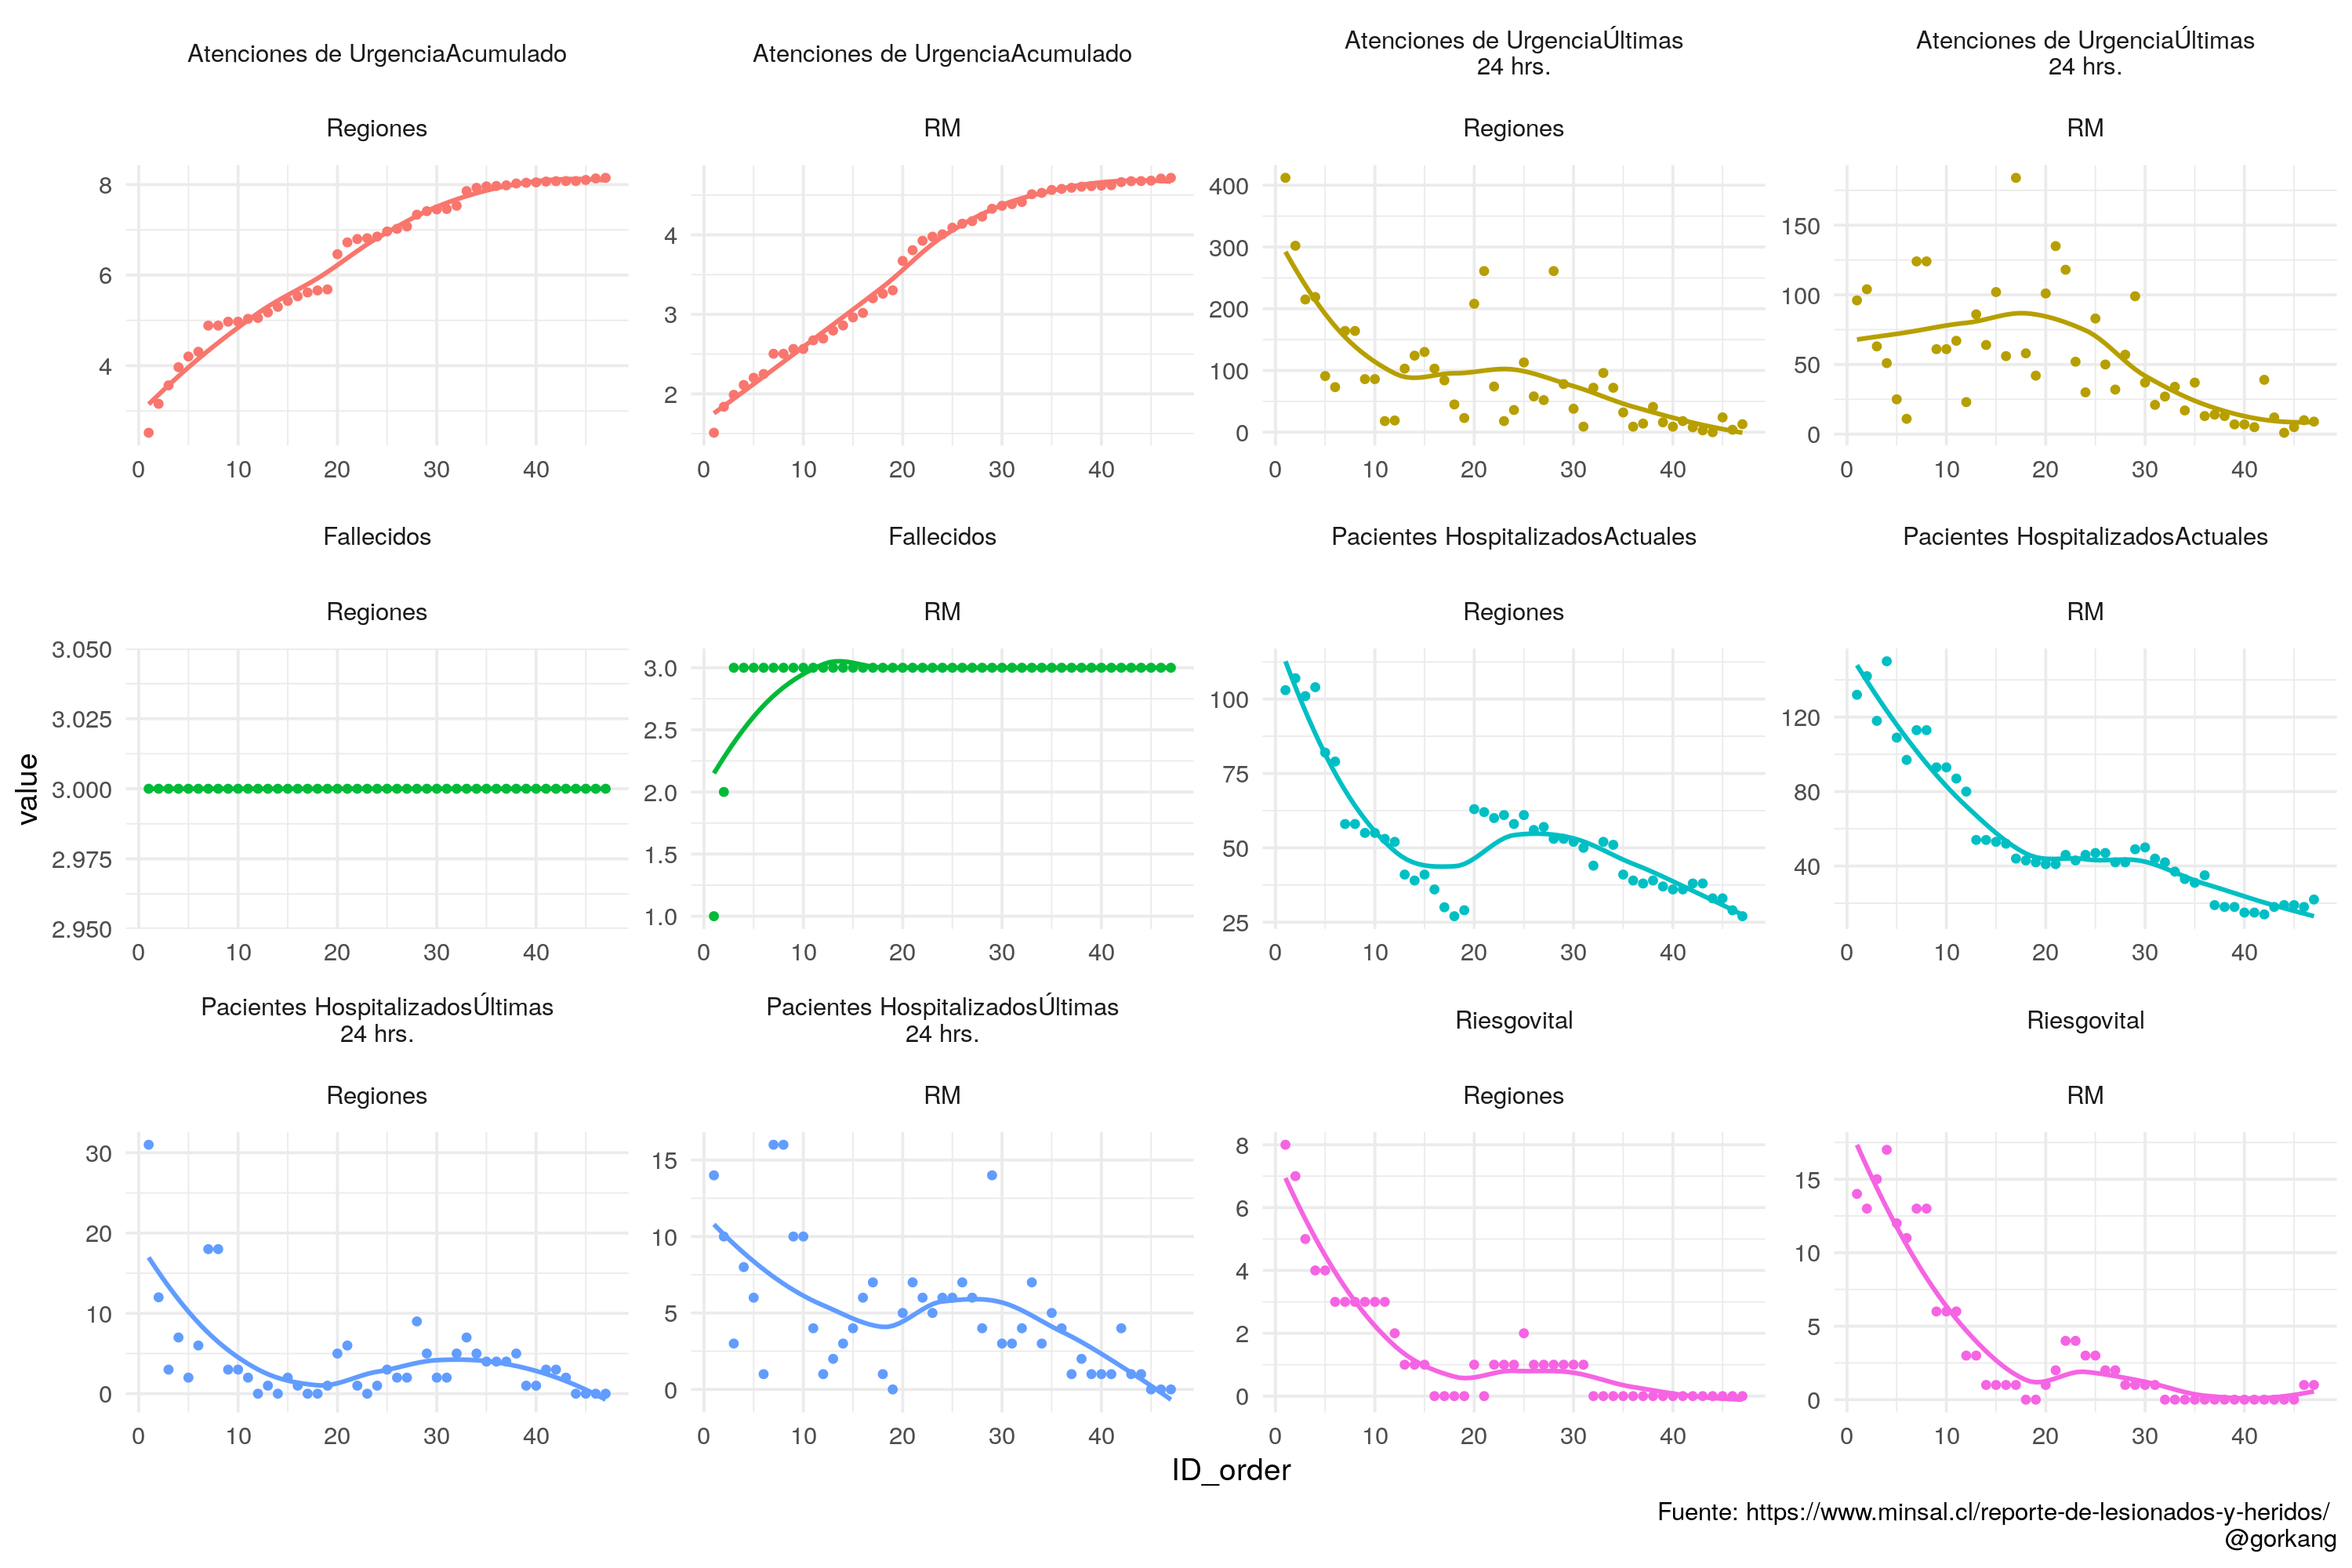 Atenciones de UrgenciaAcumulado
Atenciones de UrgenciaAcumulado
Atenciones de UrgenciaÚltimas
24 hrs.
Atenciones de UrgenciaÚltimas
24 hrs.
Regiones
RM
Regiones
RM
8
6
4
0 10 20 30 40
4
3
2
0 10 20 30 40
400
300
200
100
0
0 10 20 30 40
150
100
50
0
0 10 20 30 40
Fallecidos
Fallecidos
Pacientes HospitalizadosActuales
Pacientes HospitalizadosActuales
Regiones
RM
Regiones
RM
value
3.050
3.025
3.000
2.975
2.950
0 10 20 30 40
3.0
2.5
2.0
1.5
1.0
0 10 20 30 40
100
75
50
25
0 10 20 30 40
120
80
40
0 10 20 30 40
Pacientes HospitalizadosÚltimas
24 hrs.
Pacientes HospitalizadosÚltimas
24 hrs.
Riesgovital
Riesgovital
Regiones
RM
Regiones
RM
30
20
10
0
0 10 20 30 40
15
10
5
0
0 10 20 30 40
8
6
4
2
0
0 10 20 30 40
15
10
5
0
0 10 20 30 40
ID_order
Fuente: https://www.minsal.cl/reporte-de-lesionados-y-heridos/
@gorkang